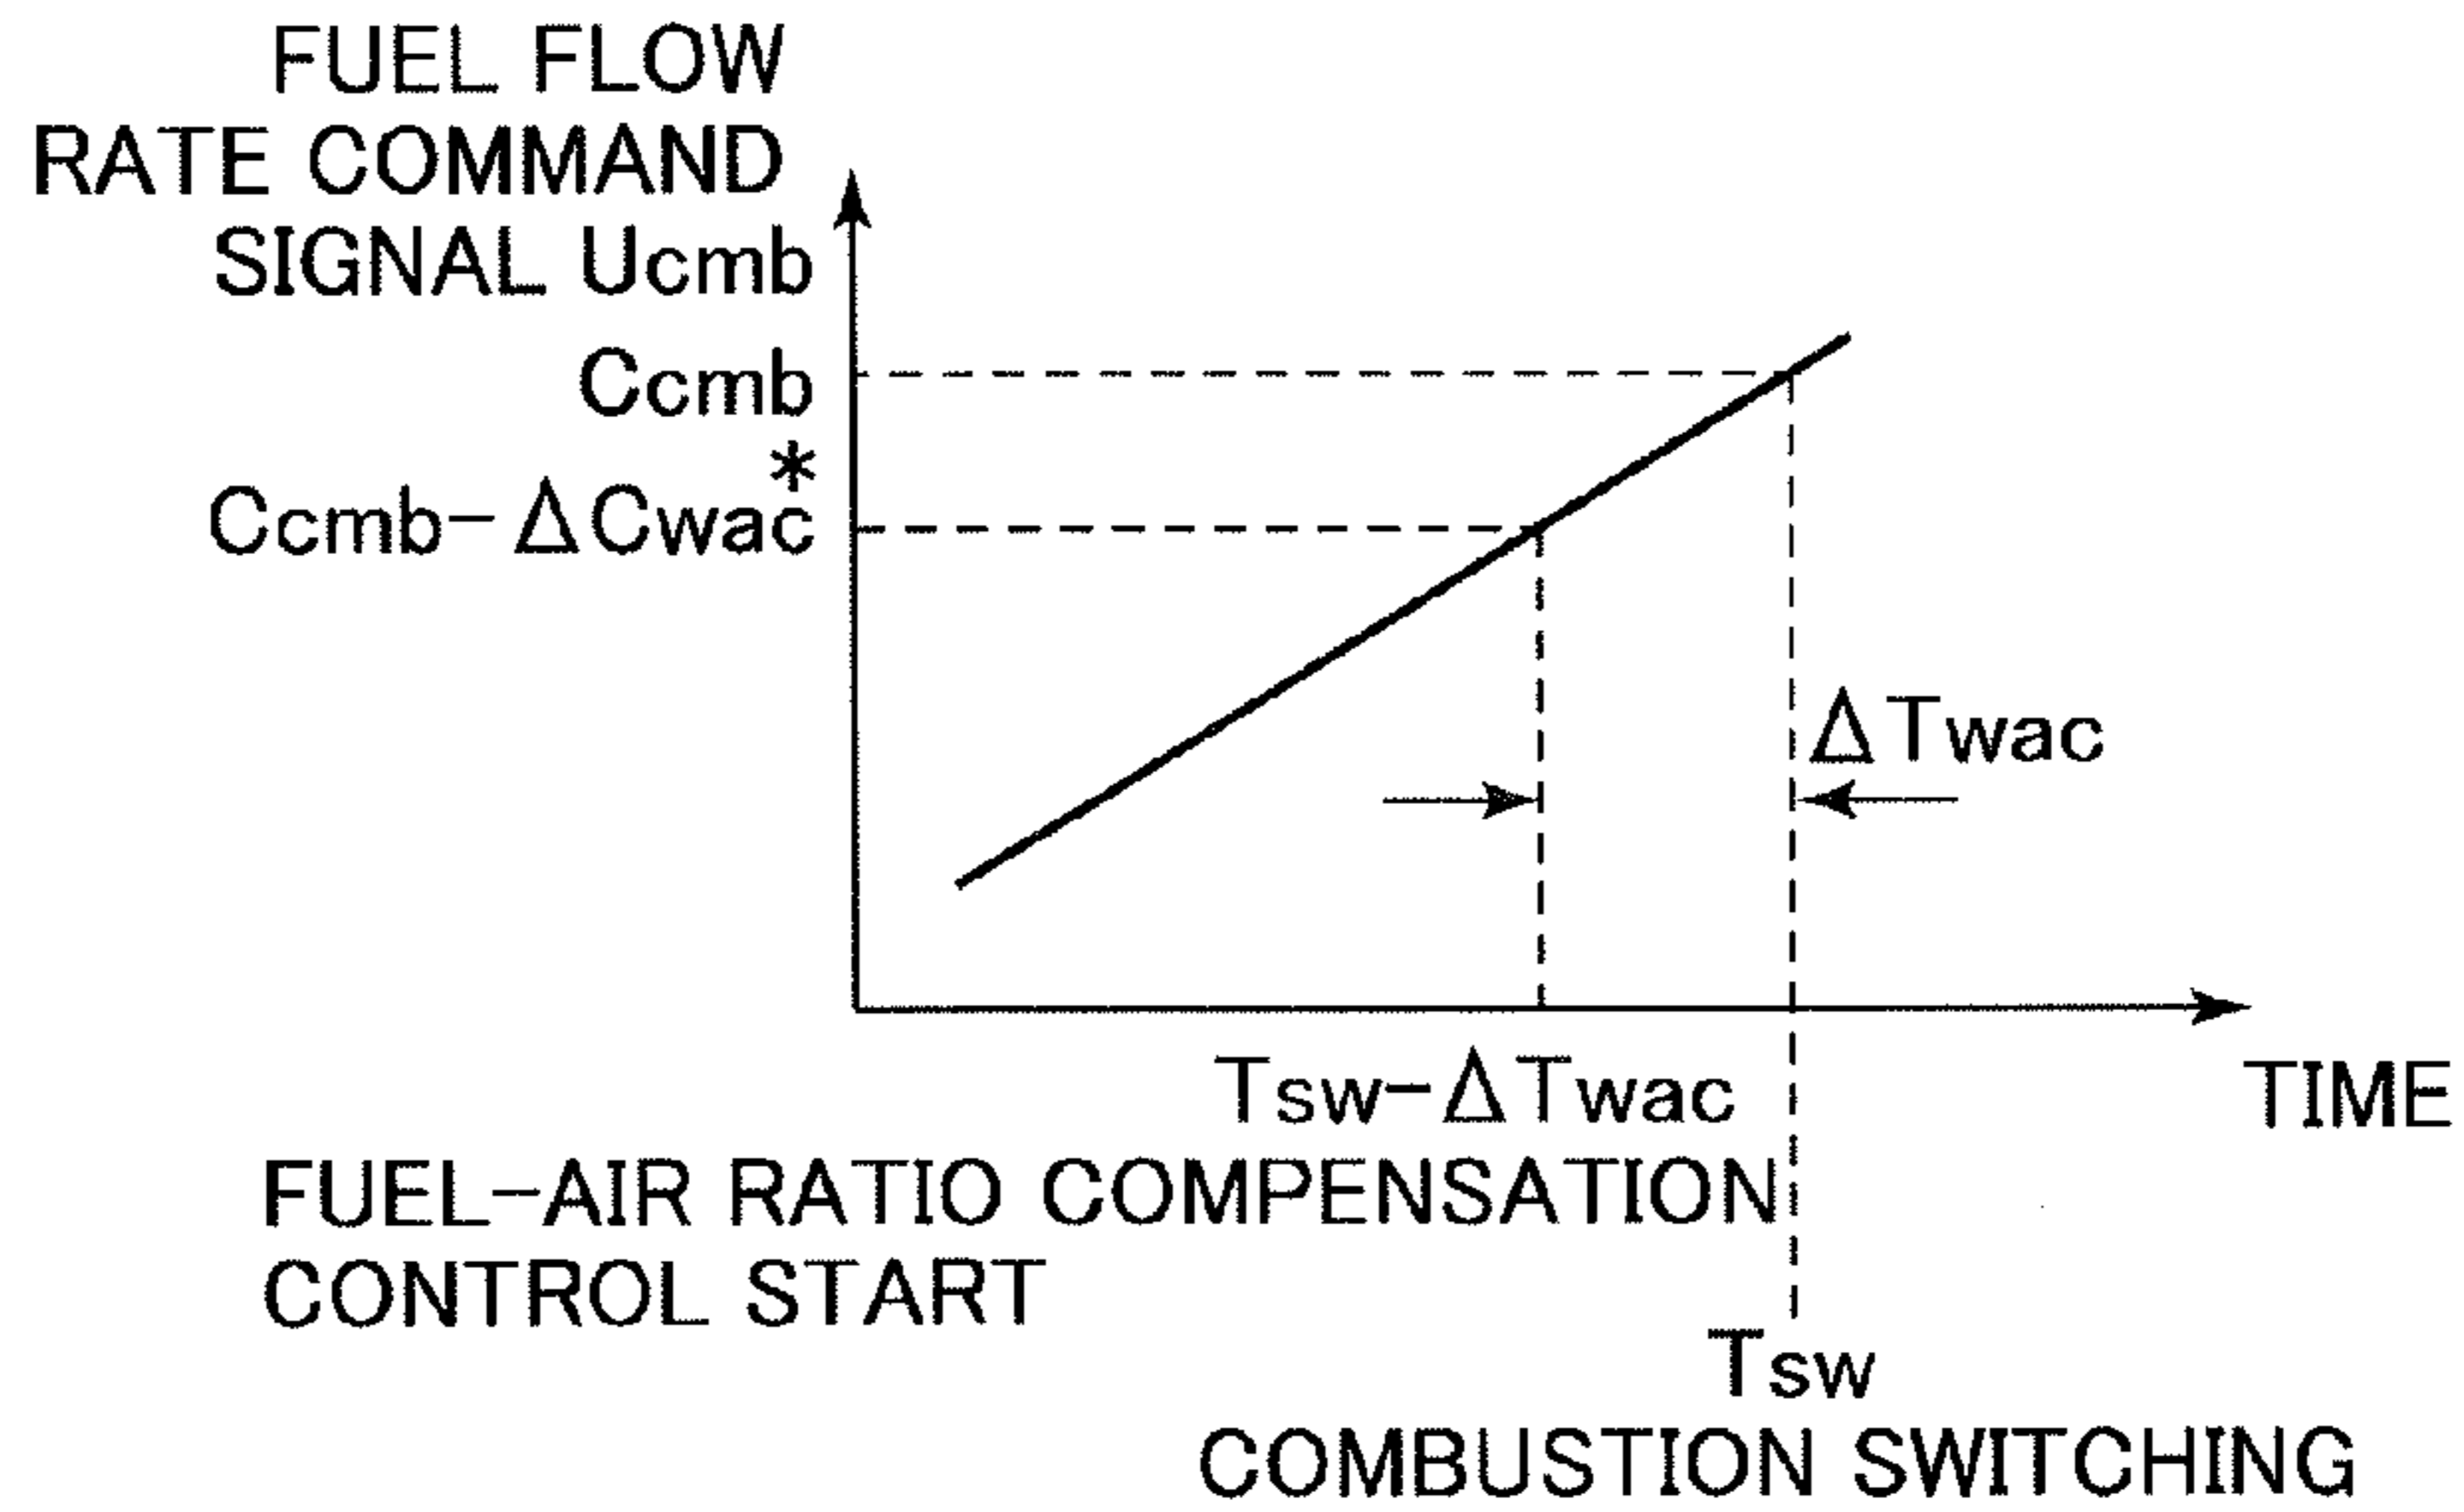 FUEL FLOW
RATE COMMAND
SIGNAL Ucmb
Ccmb
Ccmb-ΔCwac*
ΔTwac
Tsw-ΔTwac
TIME
FUEL-AIR RATIO COMPENSATION
CONTROL START
Tsw
COMBUSTION SWITCHING